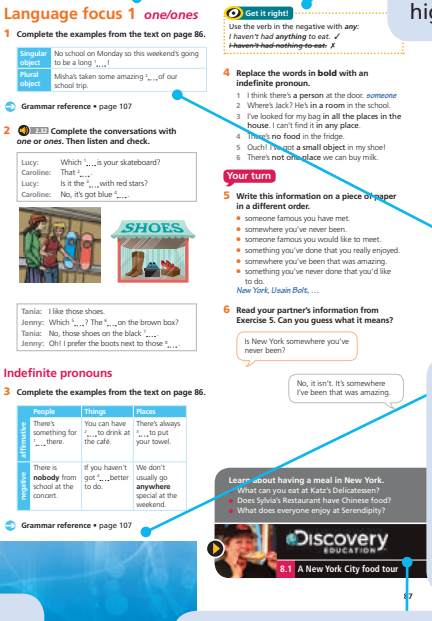 Language focus 1 one/ones
1 Complete the examples from the text on page 86.
Singular object
No school on Monday so this weekend's going to be a long 1....!
Plural object
Misha's taken some amazing 2.... of our school trip.
Grammar reference • page 107
2 2.32 Complete the conversations with
one or ones. Then listen and check.
Lucy: Which 1.... is your skateboard?
Caroline: That 2.... .
Lucy: Is it the 3.... with red stars?
Caroline: No, it's got blue 4.... .
SHOES
Tania: I like those shoes.
Jenny: Which 5....? The 6.... on the brown box?
Tania: No, those shoes on the black 7.... .
Jenny: Oh! I prefer the boots next to those 8.... .
Indefinite pronouns
3 Complete the examples from the text on page 86.
People Things Places
affirmative
There's something for 1.... there.
You can have 2.... to drink at the café.
There's always 3.... to put your towel.
negative
There is nobody from school at the concert.
If you haven't got 4.... better to do.
We don't usually go anywhere special at the weekend.
Grammar reference • page 107
Get it right!
Use the verb in the negative with any:
I haven't had anything to eat. ✓
I haven't had nothing to eat. ✗
4 Replace the words in bold with an
indefinite pronoun.
1 I think there's a person at the door. someone
2 Where's Jack? He's in a room in the school.
3 I've looked for my bag in all the places in the
house. I can't find it in any place.
4 There's no food in the fridge.
5 Ouch! I've got a small object in my shoe!
6 There's not one place we can buy milk.
Your turn
5 Write this information on a piece of paper
in a different order.
• someone famous you have met.
• somewhere you've never been.
• someone famous you would like to meet.
• something you've done that you really enjoyed.
• somewhere you've been that was amazing.
• something you've never done that you'd like
to do.
New York, Usain Bolt, ...
6 Read your partner's information from
Exercise 5. Can you guess what it means?
Is New York somewhere you've
never been?
No, it isn't. It's somewhere
I've been that was amazing.
Learn about having a meal in New York.
• What can you eat at Katz's Delicatessen?
• Does Sylvia's Restaurant have Chinese food?
• What does everyone enjoy at Serendipity?
Discovery
EDUCATION
8.1 A New York City food tour